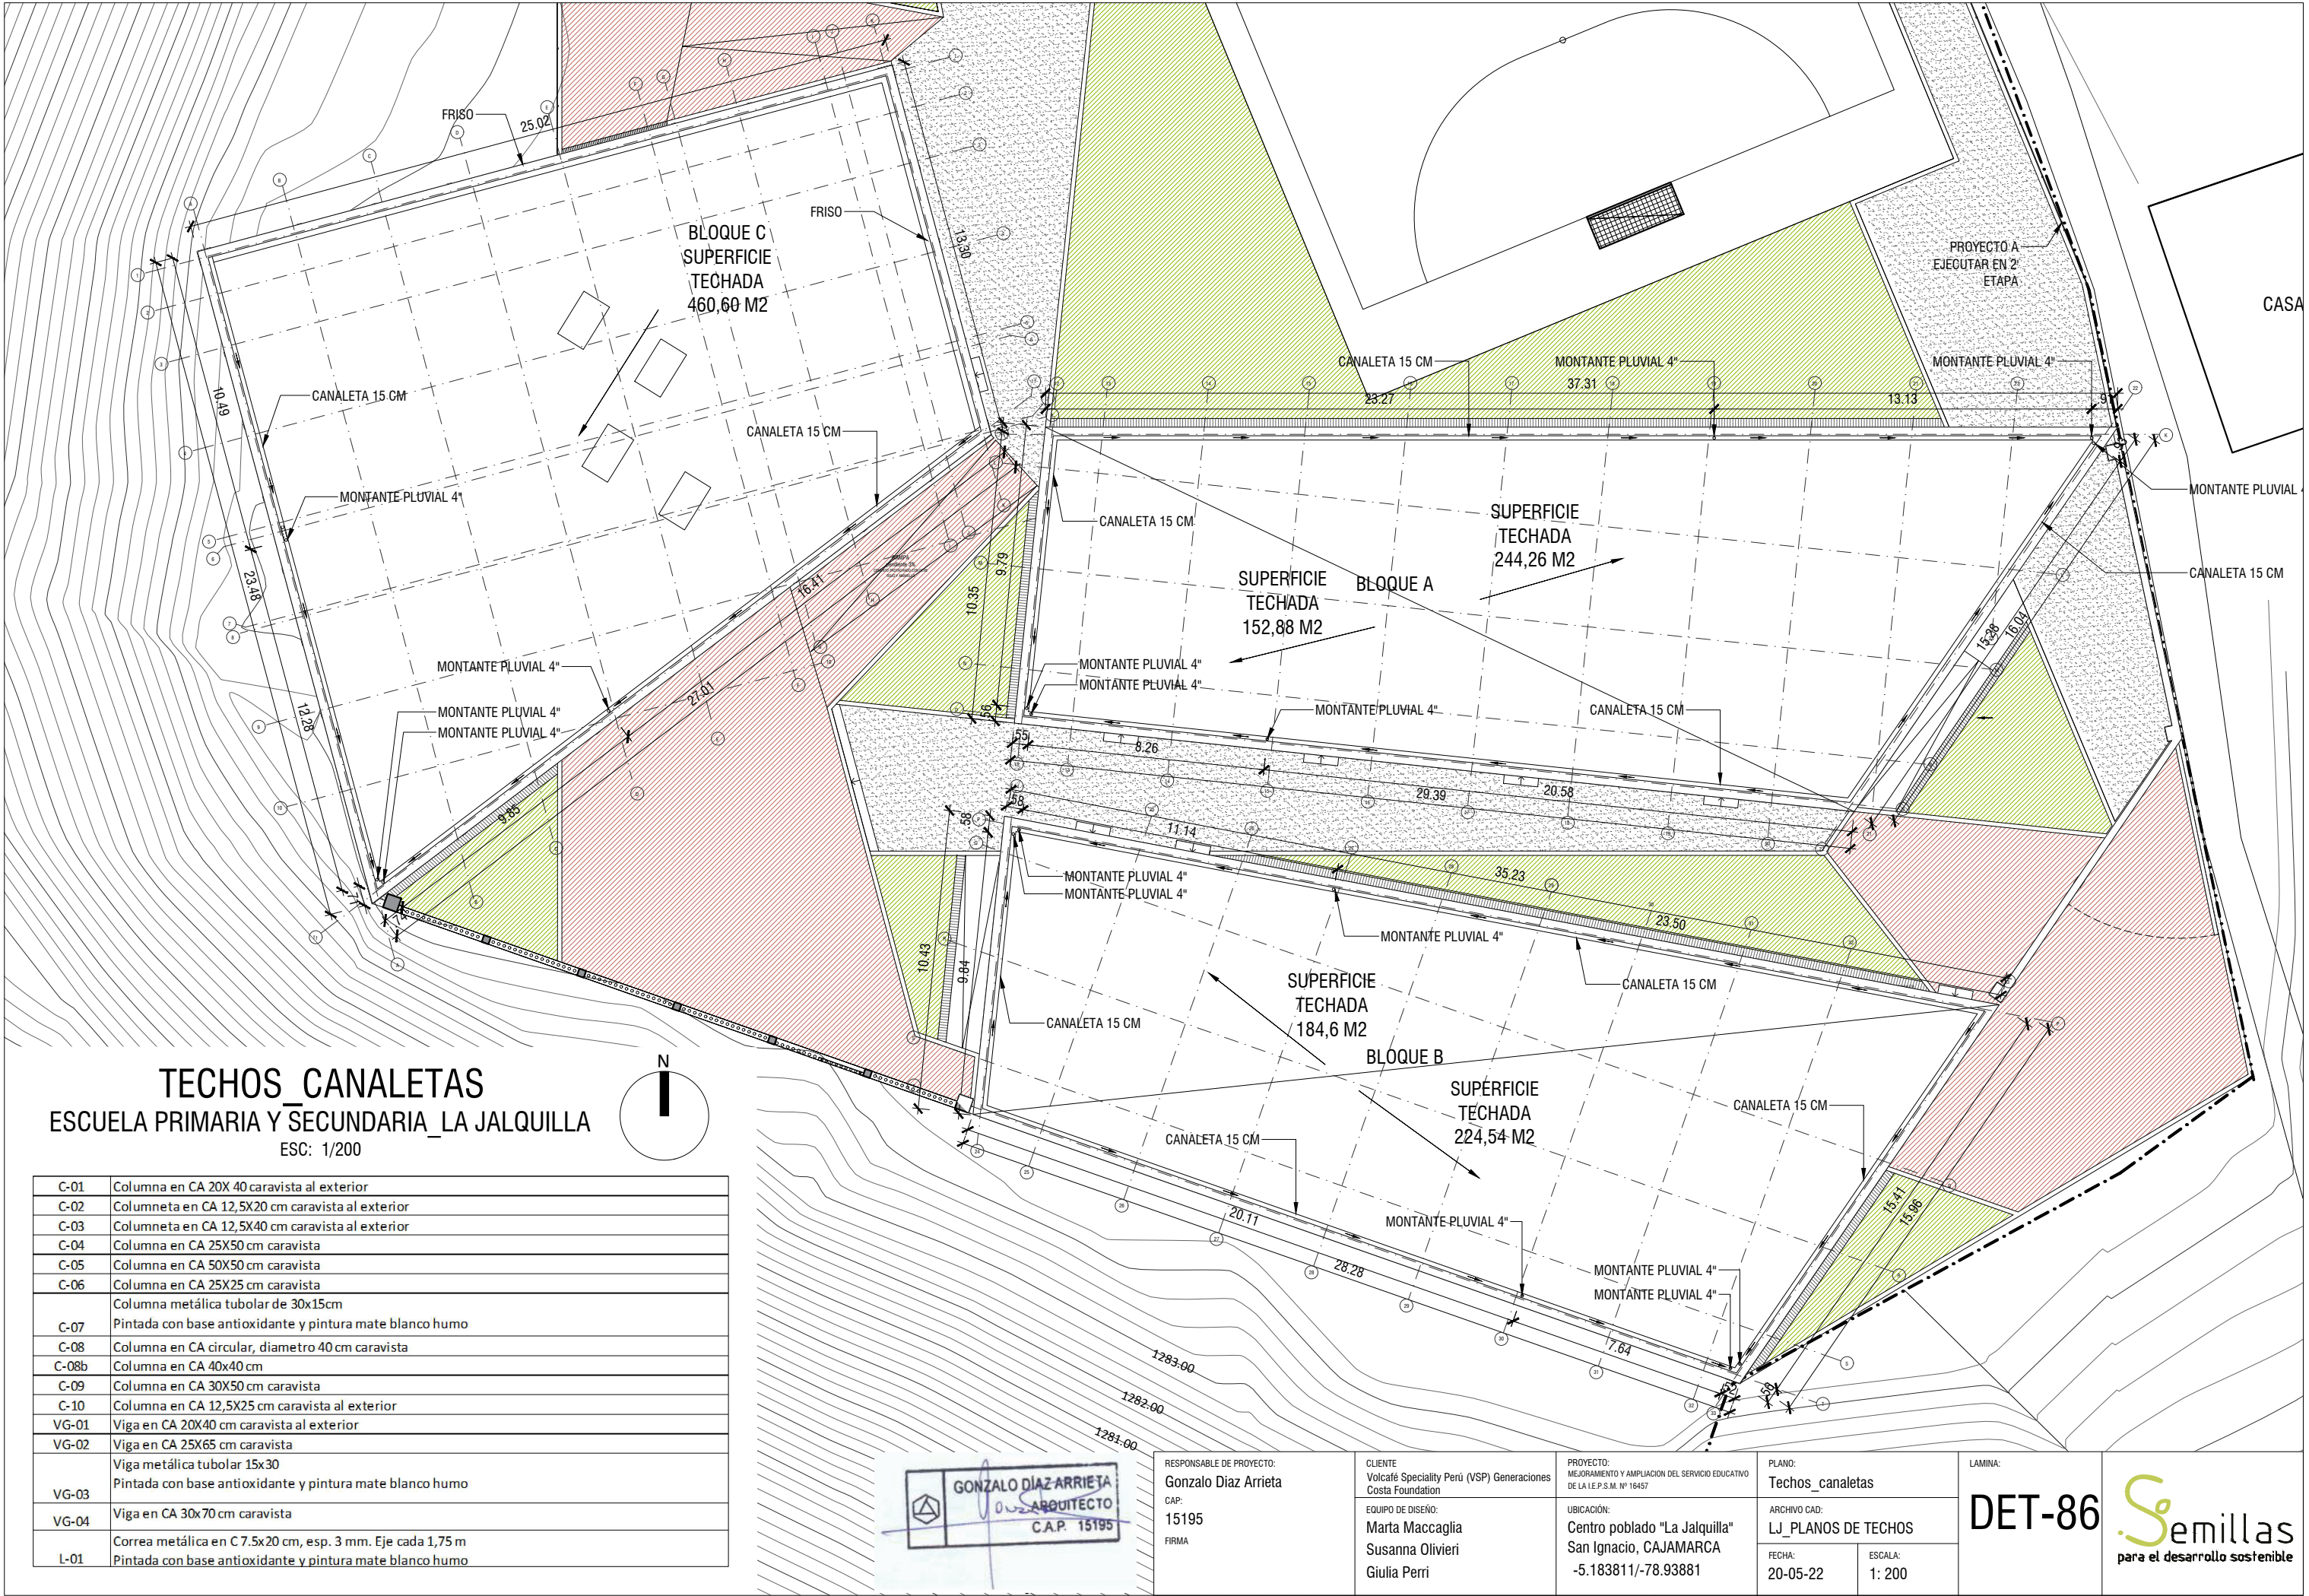 FRISO
25.02
FRISO
BLOQUE C
SUPERFICIE
TECHADA
460,60 M2
13.30
PROYECTO A
EJECUTAR EN 2
ETAPA
CASA
CANALETA 15 CM
10.49
CANALETA 15 CM
MONTANTE PLUVIAL 4"
23.48
12.28
MONTANTE PLUVIAL 4"
MONTANTE PLUVIAL 4"
MONTANTE PLUVIAL 4"
16.41
27.01
9.85
.77
CANALETA 15 CM
MONTANTE PLUVIAL 4"
MONTANTE PLUVIAL 4"
37.31
23.27
13.13
MONTANTE PLUVIAL 4
CANALETA 15 CM
CANALETA 15 CM
SUPERFICIE
TECHADA
244,26 M2
SUPERFICIE
TECHADA
152,88 M2
BLOQUE A
9.79
10.35
.56
15.28
16.04
MONTANTE PLUVIAL 4"
MONTANTE PLUVIAL 4"
MONTANTE PLUVIAL 4"
CANALETA 15 CM
.55
8.26
29.39
20.58
.58
.58
11.14
35.23
23.50
MONTANTE PLUVIAL 4"
MONTANTE PLUVIAL 4"
MONTANTE PLUVIAL 4"
CANALETA 15 CM
10.43
9.84
CANALETA 15 CM
SUPERFICIE
TECHADA
184,6 M2
BLOQUE B
SUPERFICIE
TECHADA
224,54 M2
CANALETA 15 CM
CANALETA 15 CM
15.41
15.96
20.11
28.28
MONTANTE PLUVIAL 4"
MONTANTE PLUVIAL 4"
MONTANTE PLUVIAL 4"
7.64
.58
1283.00
1282.00
1281.00
N
TECHOS_CANALETAS
ESCUELA PRIMARIA Y SECUNDARIA_LA JALQUILLA
ESC: 1/200
C-01 Columna en CA 20X 40 caravista al exterior
C-02 Columneta en CA 12,5X20 cm caravista al exterior
C-03 Columneta en CA 12,5X40 cm caravista al exterior
C-04 Columna en CA 25X50 cm caravista
C-05 Columna en CA 50X50 cm caravista
C-06 Columna en CA 25X25 cm caravista
Columna metálica tubolar de 30x15cm
C-07 Pintada con base antioxidante y pintura mate blanco humo
C-08 Columna en CA circular, diametro 40 cm caravista
C-08b Columna en CA 40x40 cm
C-09 Columna en CA 30X50 cm caravista
C-10 Columna en CA 12,5X25 cm caravista al exterior
VG-01 Viga en CA 20X40 cm caravista al exterior
VG-02 Viga en CA 25X65 cm caravista
Viga metálica tubolar 15x30
VG-03 Pintada con base antioxidante y pintura mate blanco humo
VG-04 Viga en CA 30x70 cm caravista
Correa metálica en C 7.5x20 cm, esp. 3 mm. Eje cada 1,75 m
L-01 Pintada con base antioxidante y pintura mate blanco humo
GONZALO DÍAZ ARRIETA
ARQUITECTO
C.A.P. 15195
RESPONSABLE DE PROYECTO:
Gonzalo Diaz Arrieta
CAP:
15195
FIRMA
CLIENTE
Volcafé Speciality Perú (VSP) Generaciones
Costa Foundation
EQUIPO DE DISEÑO:
Marta Maccaglia
Susanna Olivieri
Giulia Perri
PROYECTO:
MEJORAMIENTO Y AMPLIACION DEL SERVICIO EDUCATIVO
DE LA I.E.P.S.M. Nº 16457
UBICACIÓN:
Centro poblado "La Jalquilla"
San Ignacio, CAJAMARCA
-5.183811/-78.93881
PLANO:
Techos_canaletas
ARCHIVO CAD:
LJ_PLANOS DE TECHOS
FECHA:
20-05-22
ESCALA:
1: 200
LAMINA:
DET-86
Semillas
para el desarrollo sostenible